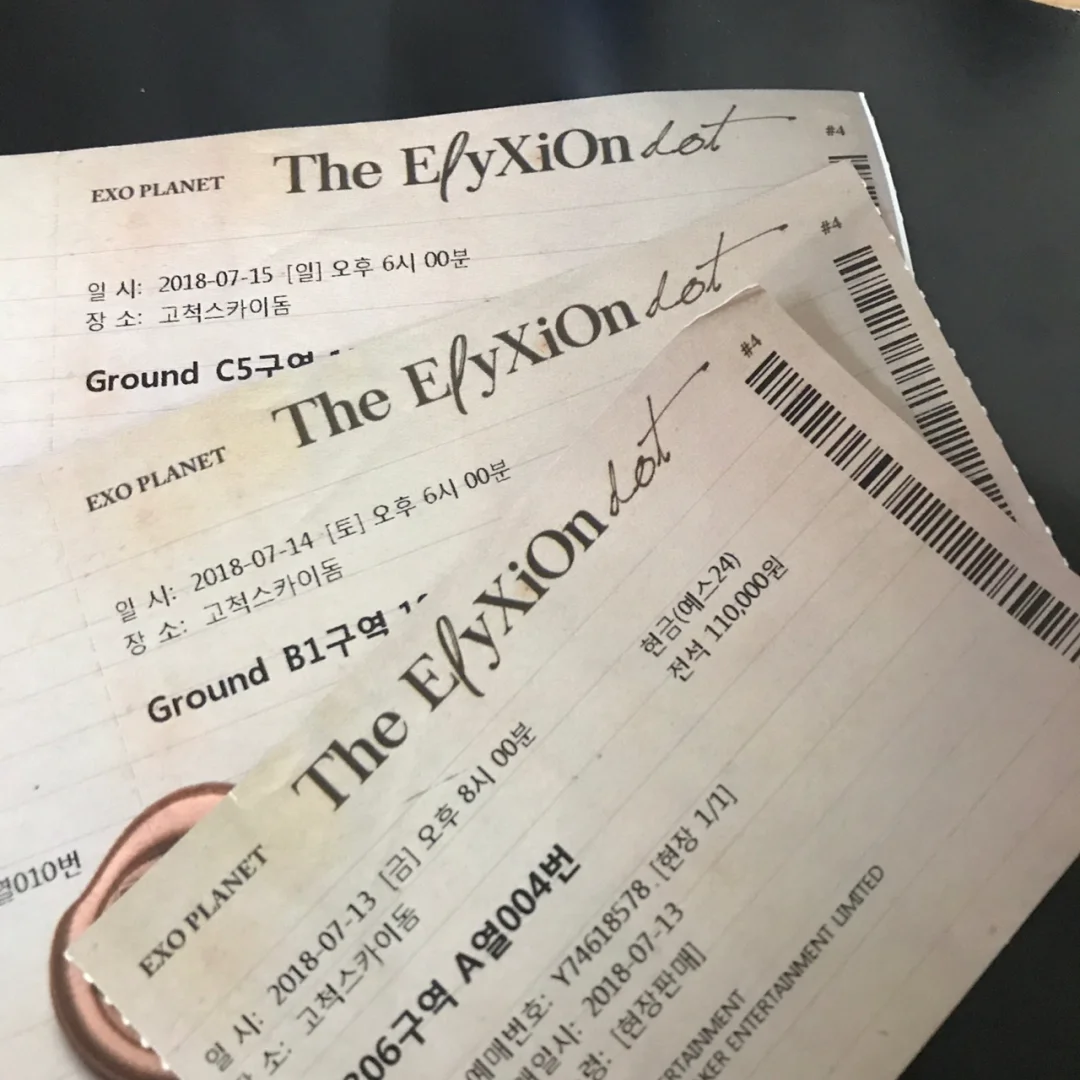 EXO PLANET The ElyXiOn dot #4
일 시: 2018-07-15 [일] 오후 6시 00분
장 소: 고척스카이돔
Ground C5구역
EXO PLANET The ElyXiOn dot #4
일 시: 2018-07-14 [토] 오후 6시 00분
장 소: 고척스카이돔
Ground B1구역
열010번
EXO PLANET The ElyXiOn dot #4
현금(예스24)
전석 110,000원
일 시: 2018-07-13 [금] 오후 8시 00분
소: 고척스카이돔
06구역 A열004번
예매번호: Y74618578 [현장 1/1]
매일시: 2018-07-13
령: [현장판매]
ERTAINMENT
KER ENTERTAINMENT LIMITED